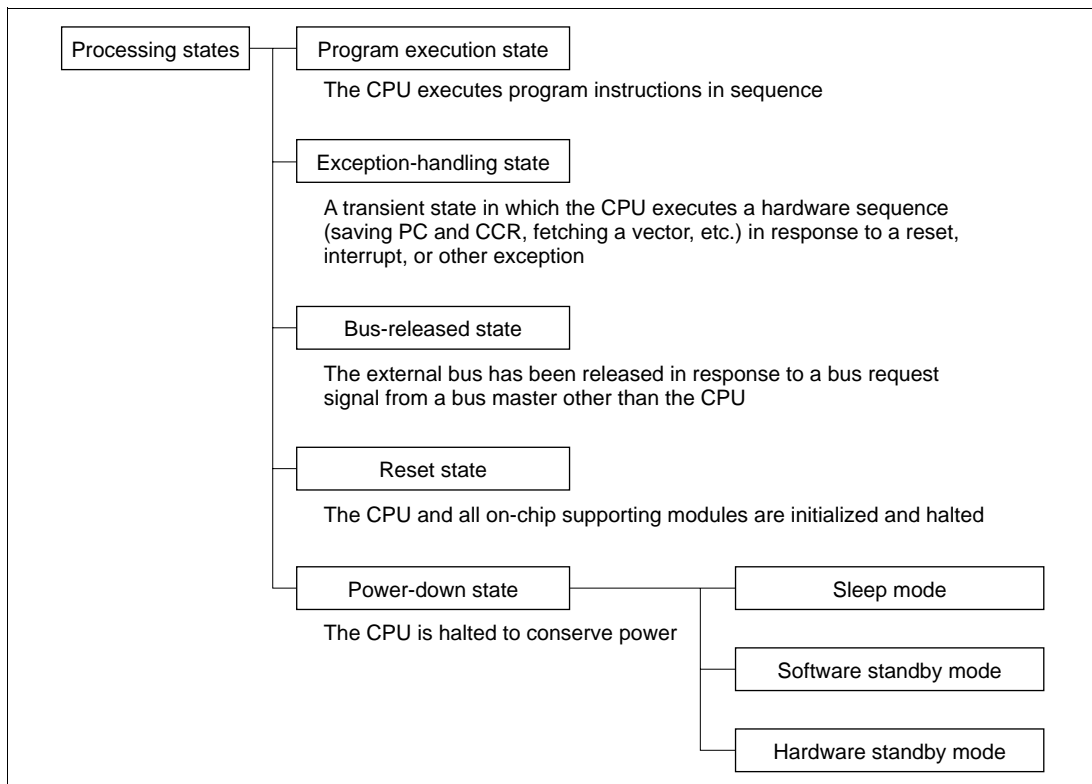 Processing states
Program execution state
The CPU executes program instructions in sequence
Exception-handling state
A transient state in which the CPU executes a hardware sequence
(saving PC and CCR, fetching a vector, etc.) in response to a reset,
interrupt, or other exception
Bus-released state
The external bus has been released in response to a bus request
signal from a bus master other than the CPU
Reset state
The CPU and all on-chip supporting modules are initialized and halted
Power-down state
Sleep mode
The CPU is halted to conserve power
Software standby mode
Hardware standby mode